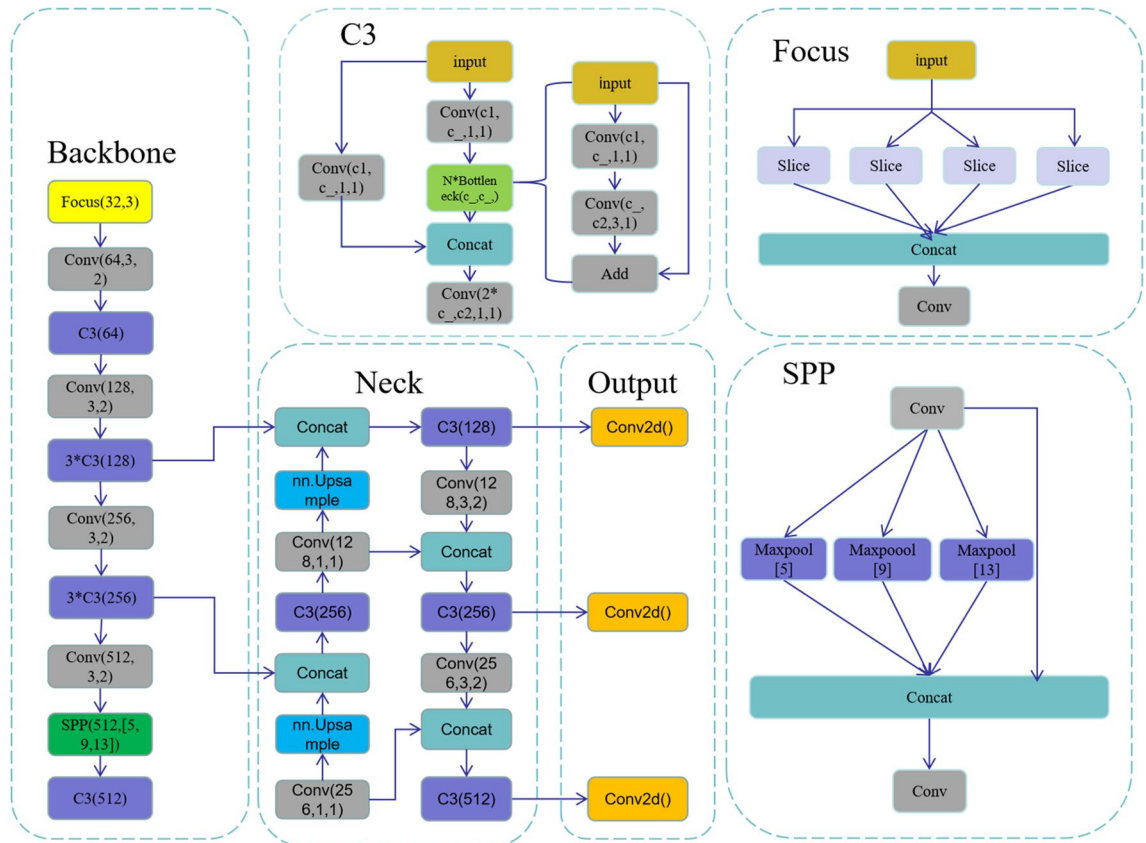 Backbone
Focus(32,3)
Conv(64,3,
2)
C3(64)
Conv(128,
3,2)
3*C3(128)
Conv(256,
3,2)
3*C3(256)
Conv(512,
3,2)
SPP(512,[5,
9,13])
C3(512)
C3
input
Conv(c1,
c_,1,1)
Conv(c1,
c_,1,1)
N*Bottlen
eck(c_,c_,)
Concat
Conv(2*
c_,c2,1,1)
input
Conv(c1,
c_,1,1)
Conv(c_,
c2,3,1)
Add
Focus
input
Slice
Slice
Slice
Slice
Concat
Conv
Neck
Concat
nn.Upsa
mple
Conv(12
8,1,1)
C3(256)
Concat
nn.Upsa
mple
Conv(25
6,1,1)
C3(128)
Conv(12
8,3,2)
Concat
C3(256)
Conv(25
6,3,2)
Concat
C3(512)
Output
Conv2d()
Conv2d()
Conv2d()
SPP
Conv
Maxpool
[5]
Maxpoool
[9]
Maxpool
[13]
Concat
Conv